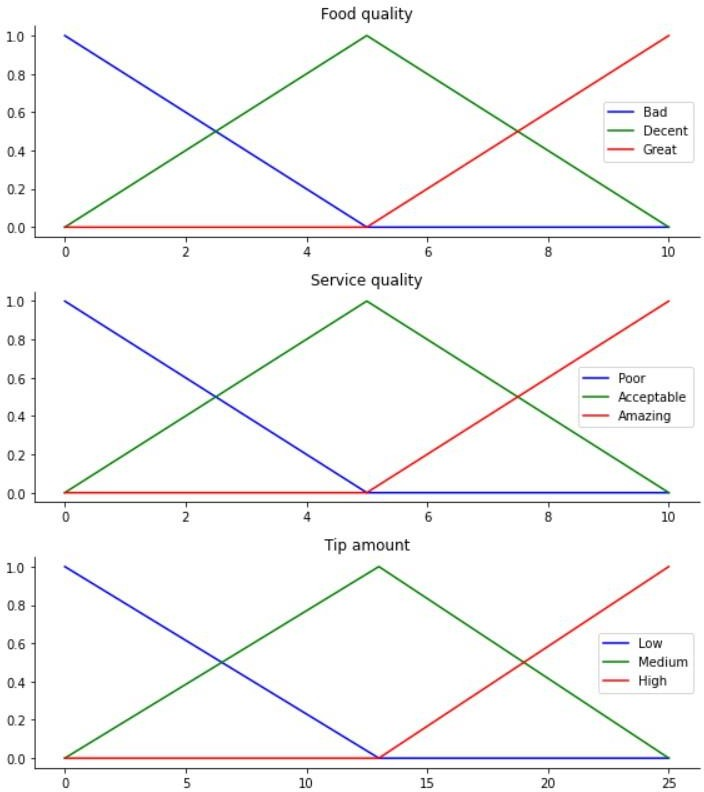 Food quality
1.0
0.8
0.6
0.4
0.2
0.0
Bad
Decent
Great
0 2 4 6 8 10
Service quality
1.0
0.8
0.6
0.4
0.2
0.0
Poor
Acceptable
Amazing
0 2 4 6 8 10
Tip amount
1.0
0.8
0.6
0.4
0.2
0.0
Low
Medium
High
0 5 10 15 20 25